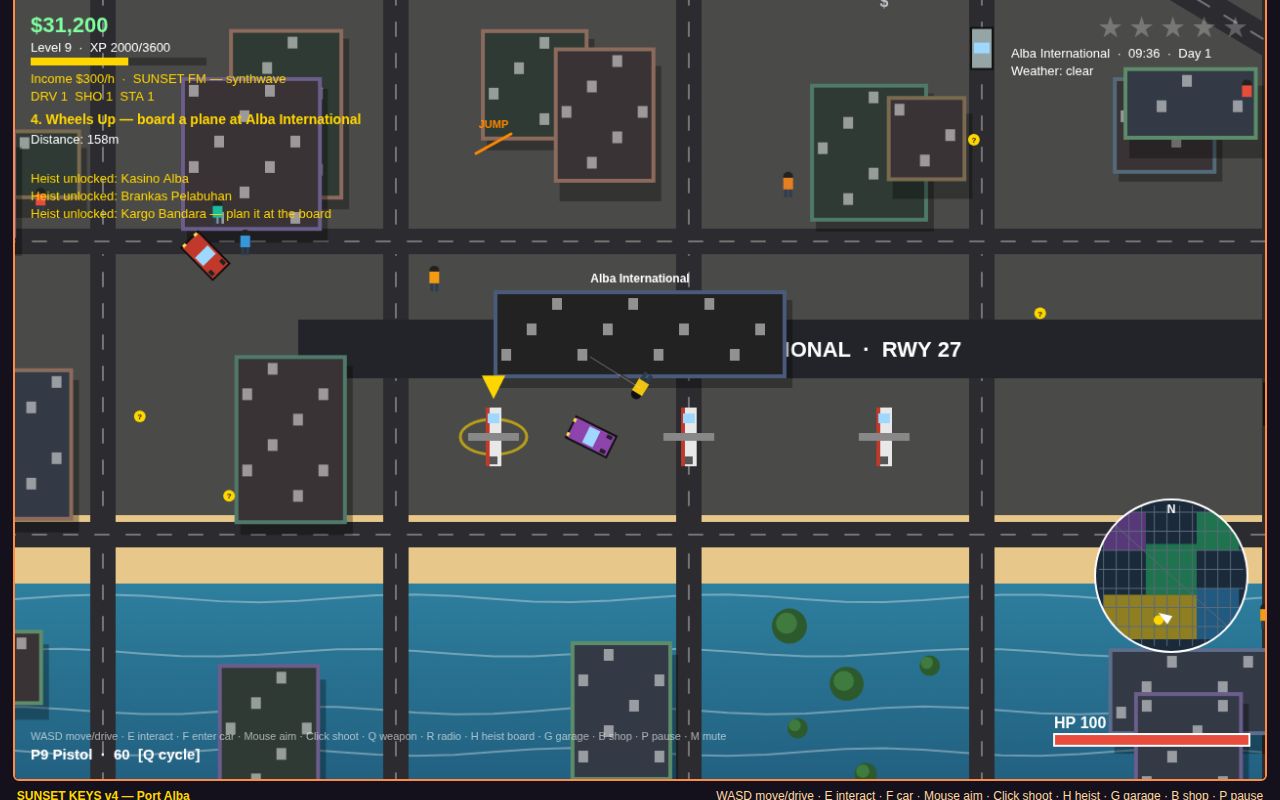 $31,200
Level 9 · XP 2000/3600
Income $300/h · SUNSET FM — synthwave
DRV 1 SHO 1 STA 1
4. Wheels Up — board a plane at Alba International
Distance: 158m
Heist unlocked: Kasino Alba
Heist unlocked: Brankas Pelabuhan
Heist unlocked: Kargo Bandara — plan it at the board
$
Alba International · 09:36 · Day 1
Weather: clear
JUMP
?
?
?
?
Alba International
IONAL · RWY 27
N
HP 100
WASD move/drive · E interact · F enter car · Mouse aim · Click shoot · Q weapon · R radio · H heist board · G garage · B shop · P pause · M mute
P9 Pistol · 60 [Q cycle]
SUNSET KEYS v4 — Port Alba
WASD move/drive · E interact · F car · Mouse aim · Click shoot · H heist · G garage · B shop · P pause